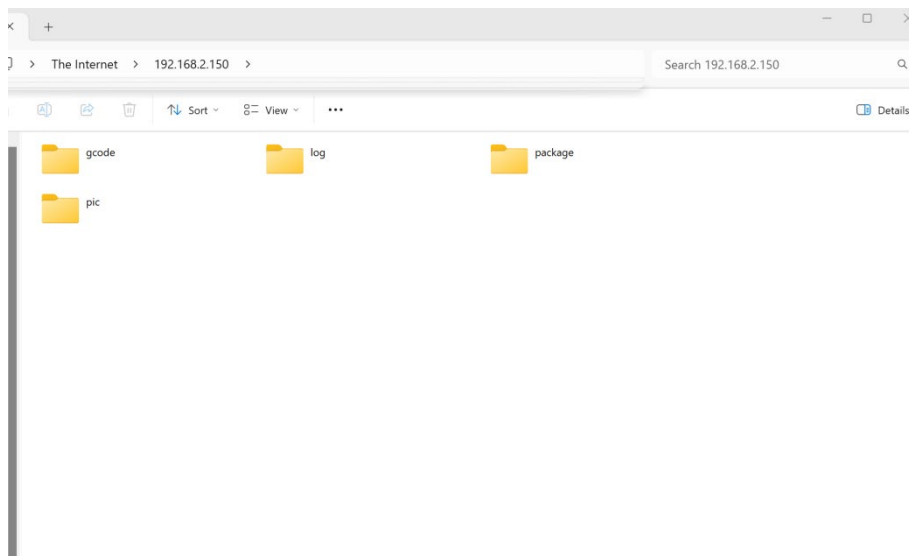 The Internet > 192.168.2.150 >
Search 192.168.2.150
Sort
View
Details
gcode
log
package
pic